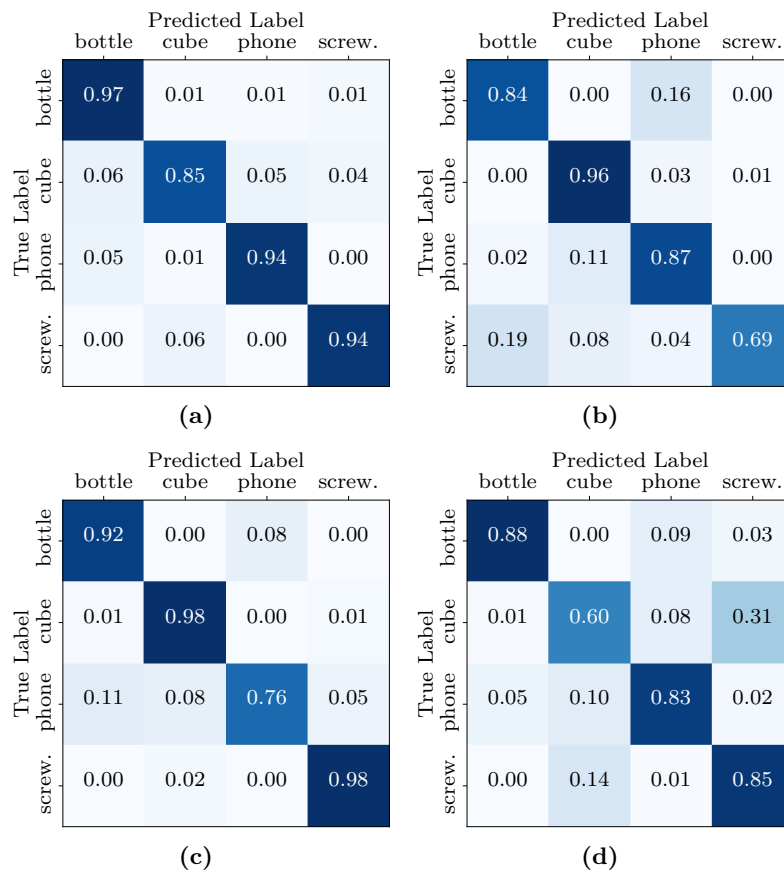 Predicted Label
bottle cube phone screw.
True Label
bottle 0.97 0.01 0.01 0.01
cube 0.06 0.85 0.05 0.04
phone 0.05 0.01 0.94 0.00
screw. 0.00 0.06 0.00 0.94
(a)
Predicted Label
bottle cube phone screw.
True Label
bottle 0.84 0.00 0.16 0.00
cube 0.00 0.96 0.03 0.01
phone 0.02 0.11 0.87 0.00
screw. 0.19 0.08 0.04 0.69
(b)
Predicted Label
bottle cube phone screw.
True Label
bottle 0.92 0.00 0.08 0.00
cube 0.01 0.98 0.00 0.01
phone 0.11 0.08 0.76 0.05
screw. 0.00 0.02 0.00 0.98
(c)
Predicted Label
bottle cube phone screw.
True Label
bottle 0.88 0.00 0.09 0.03
cube 0.01 0.60 0.08 0.31
phone 0.05 0.10 0.83 0.02
screw. 0.00 0.14 0.01 0.85
(d)